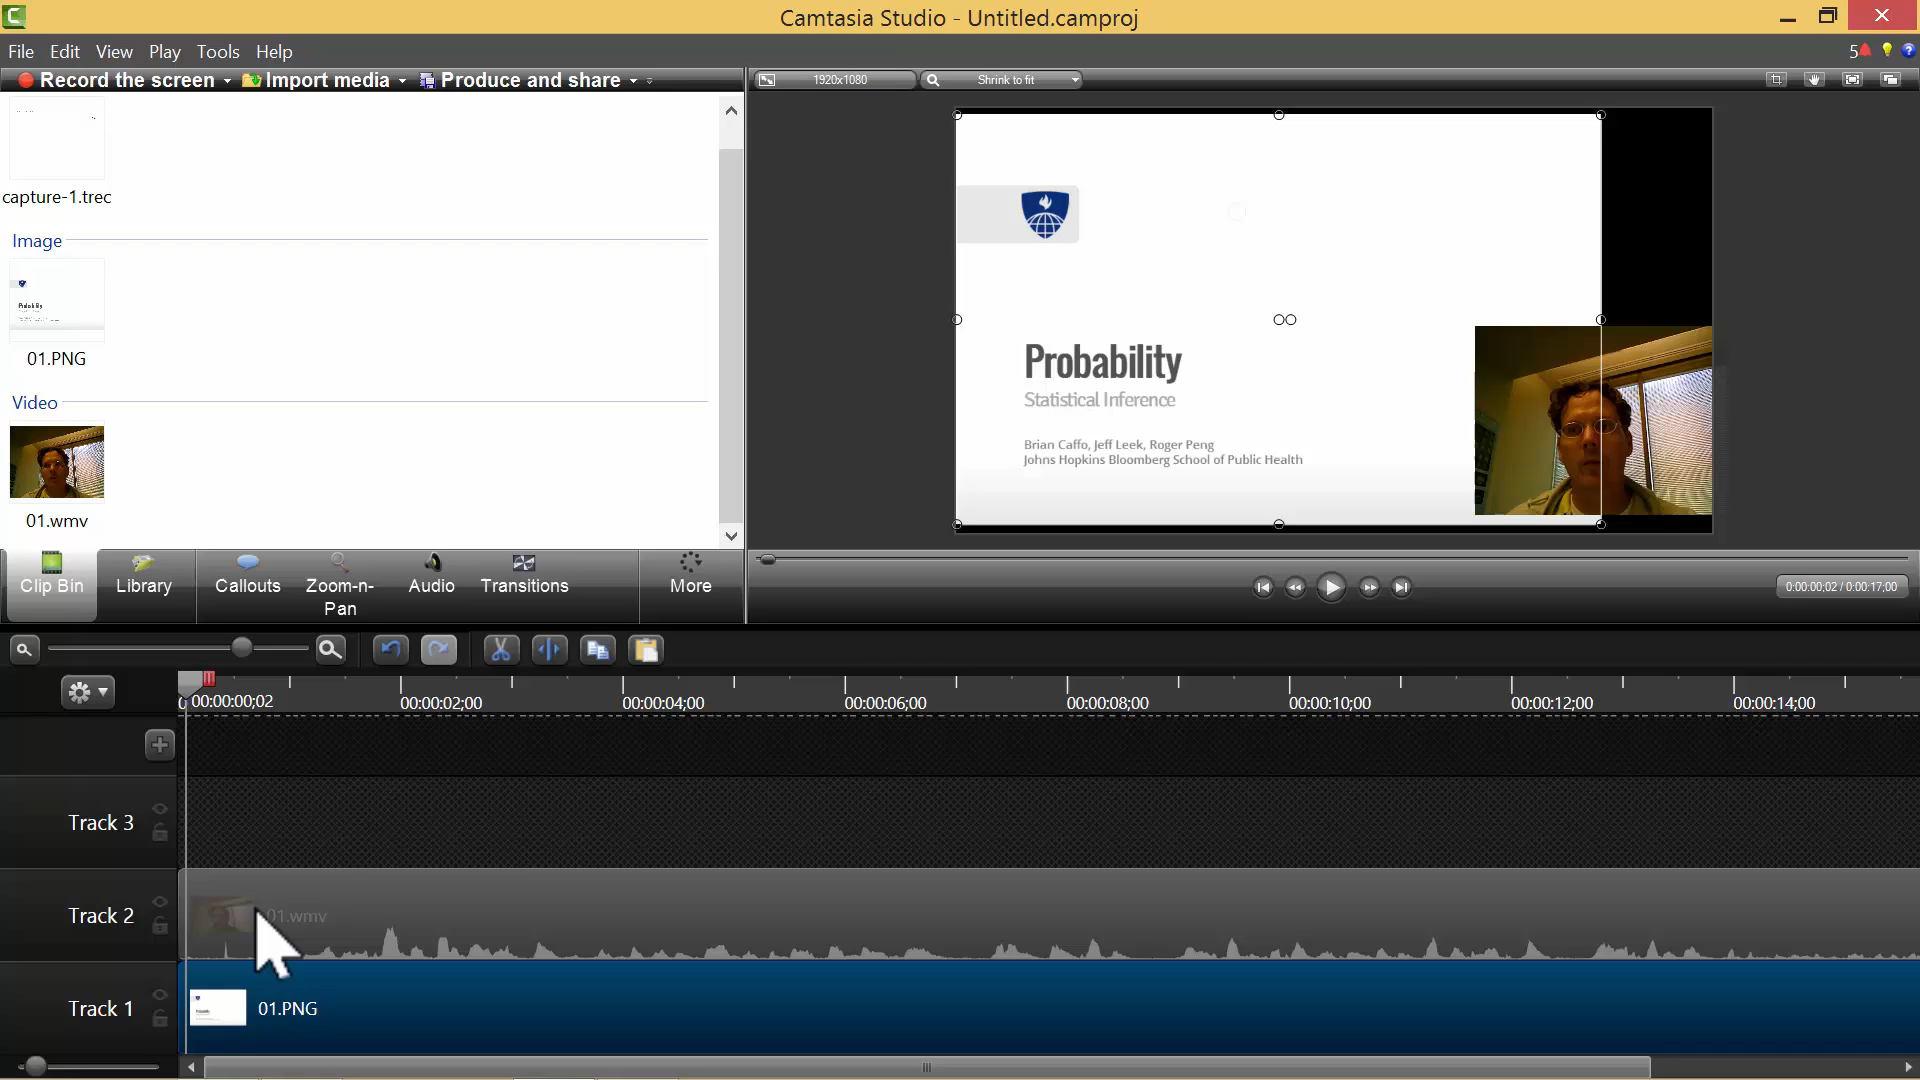 Camtasia Studio - Untitled.camproj
File Edit View Play Tools Help
5
Record the screen Import media Produce and share
1920x1080 Shrink to fit
capture-1.trec
Image
01.PNG
Video
01.wmv
Probability
Statistical Inference
Brian Caffo, Jeff Leek, Roger Peng
Johns Hopkins Bloomberg School of Public Health
Clip Bin Library Callouts Zoom-n-Pan Audio Transitions More
0:00:00;02 / 0:00:17;00
00:00:00;02 00:00:02;00 00:00:04;00 00:00:06;00 00:00:08;00 00:00:10;00 00:00:12;00 00:00:14;00
Track 3
Track 2 01.wmv
Track 1 01.PNG